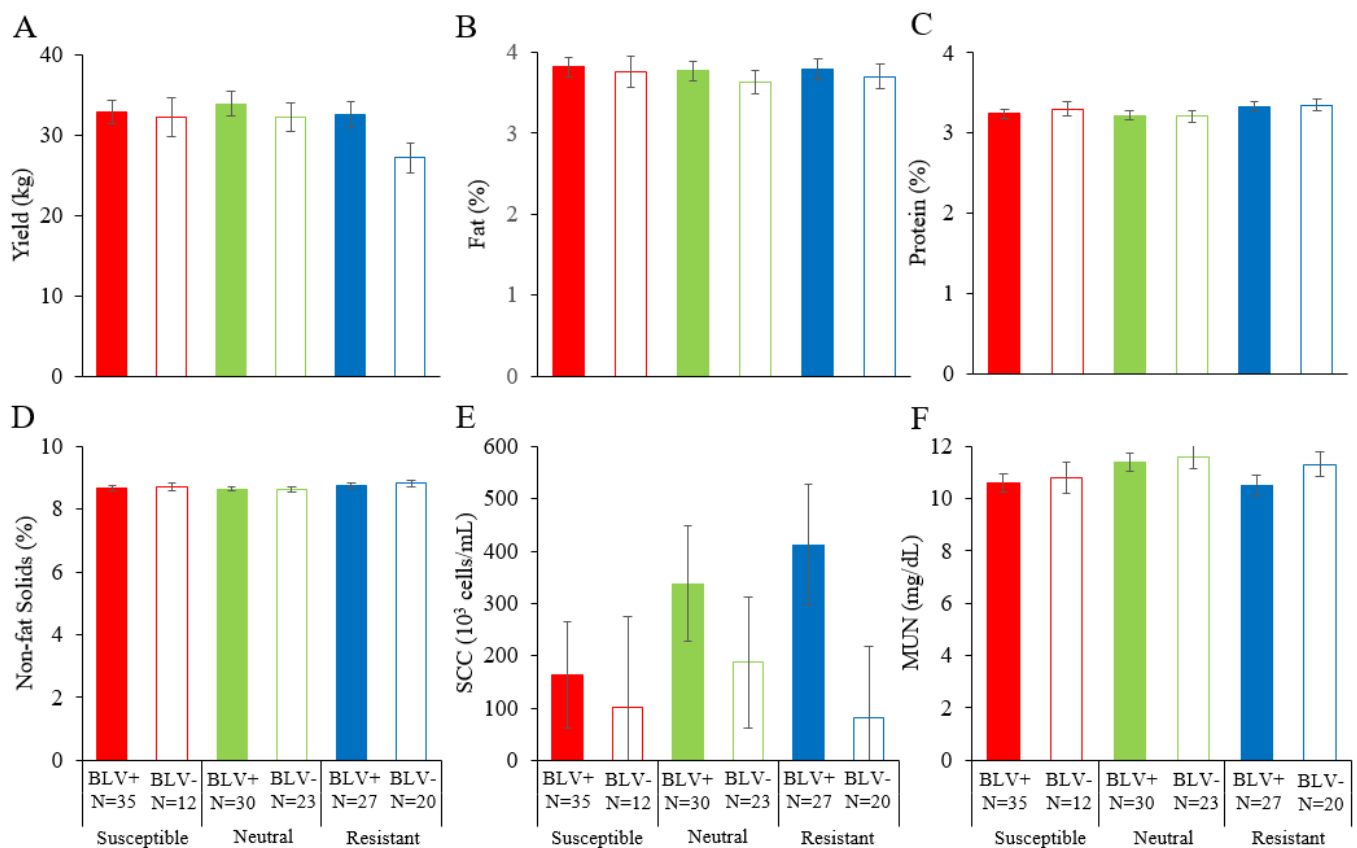 A
Yield (kg)
40
30
20
10
0
B
Fat (%)
4
3
2
1
0
C
Protein (%)
4
3
2
1
0
D
Non-fat Solids (%)
10
8
6
4
2
0
BLV+ BLV- BLV+ BLV- BLV+ BLV-
N=35 N=12 N=30 N=23 N=27 N=20
Susceptible Neutral Resistant
E
SCC (10³ cells/mL)
600
500
400
300
200
100
0
BLV+ BLV- BLV+ BLV- BLV+ BLV-
N=35 N=12 N=30 N=23 N=27 N=20
Susceptible Neutral Resistant
F
MUN (mg/dL)
12
10
8
6
4
2
0
BLV+ BLV- BLV+ BLV- BLV+ BLV-
N=35 N=12 N=30 N=23 N=27 N=20
Susceptible Neutral Resistant